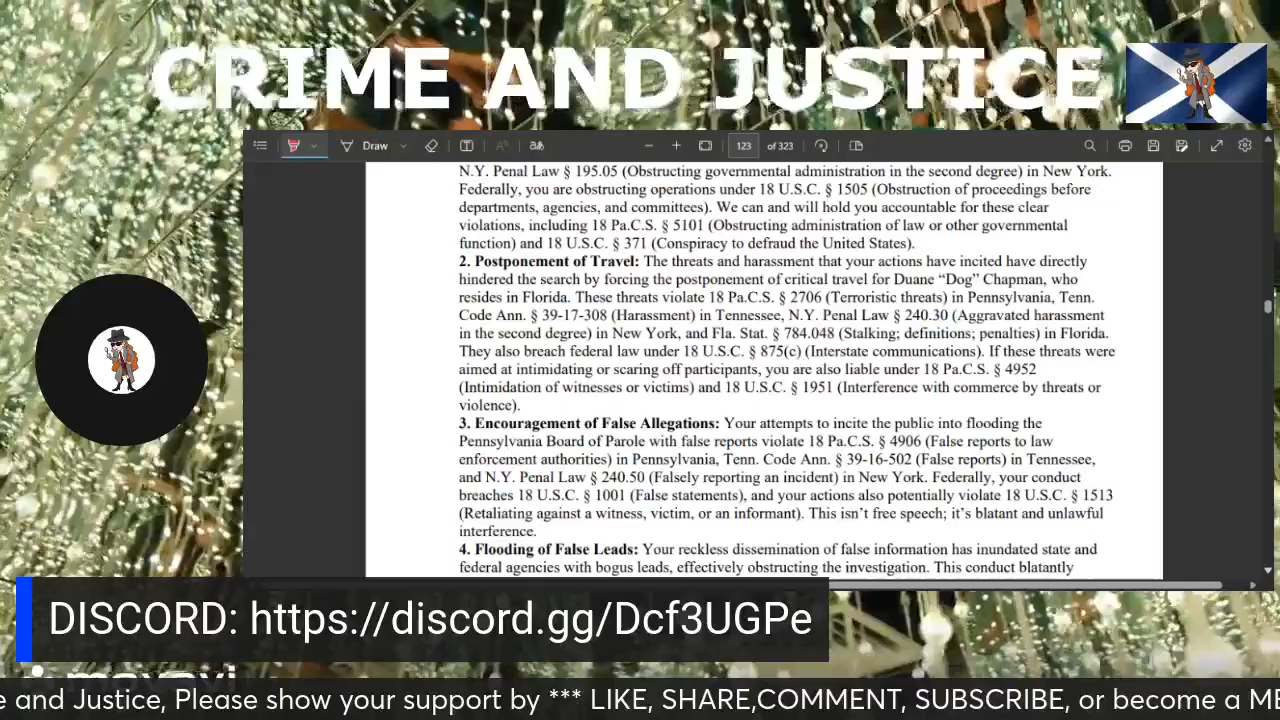 CRIME AND JUSTICE
Draw
123 of 323
N.Y. Penal Law § 195.05 (Obstructing governmental administration in the second degree) in New York.
Federally, you are obstructing operations under 18 U.S.C. § 1505 (Obstruction of proceedings before
departments, agencies, and committees). We can and will hold you accountable for these clear
violations, including 18 Pa.C.S. § 5101 (Obstructing administration of law or other governmental
function) and 18 U.S.C. § 371 (Conspiracy to defraud the United States).
2. Postponement of Travel: The threats and harassment that your actions have incited have directly
hindered the search by forcing the postponement of critical travel for Duane “Dog” Chapman, who
resides in Florida. These threats violate 18 Pa.C.S. § 2706 (Terroristic threats) in Pennsylvania, Tenn.
Code Ann. § 39-17-308 (Harassment) in Tennessee, N.Y. Penal Law § 240.30 (Aggravated harassment
in the second degree) in New York, and Fla. Stat. § 784.048 (Stalking; definitions; penalties) in Florida.
They also breach federal law under 18 U.S.C. § 875(c) (Interstate communications). If these threats were
aimed at intimidating or scaring off participants, you are also liable under 18 Pa.C.S. § 4952
(Intimidation of witnesses or victims) and 18 U.S.C. § 1951 (Interference with commerce by threats or
violence).
3. Encouragement of False Allegations: Your attempts to incite the public into flooding the
Pennsylvania Board of Parole with false reports violate 18 Pa.C.S. § 4906 (False reports to law
enforcement authorities) in Pennsylvania, Tenn. Code Ann. § 39-16-502 (False reports) in Tennessee,
and N.Y. Penal Law § 240.50 (Falsely reporting an incident) in New York. Federally, your conduct
breaches 18 U.S.C. § 1001 (False statements), and your actions also potentially violate 18 U.S.C. § 1513
(Retaliating against a witness, victim, or an informant). This isn’t free speech; it’s blatant and unlawful
interference.
4. Flooding of False Leads: Your reckless dissemination of false information has inundated state and
federal agencies with bogus leads, effectively obstructing the investigation. This conduct blatantly
DISCORD: https://discord.gg/Dcf3UGPe
e and Justice, Please show your support by *** LIKE, SHARE,COMMENT, SUBSCRIBE, or become a ME